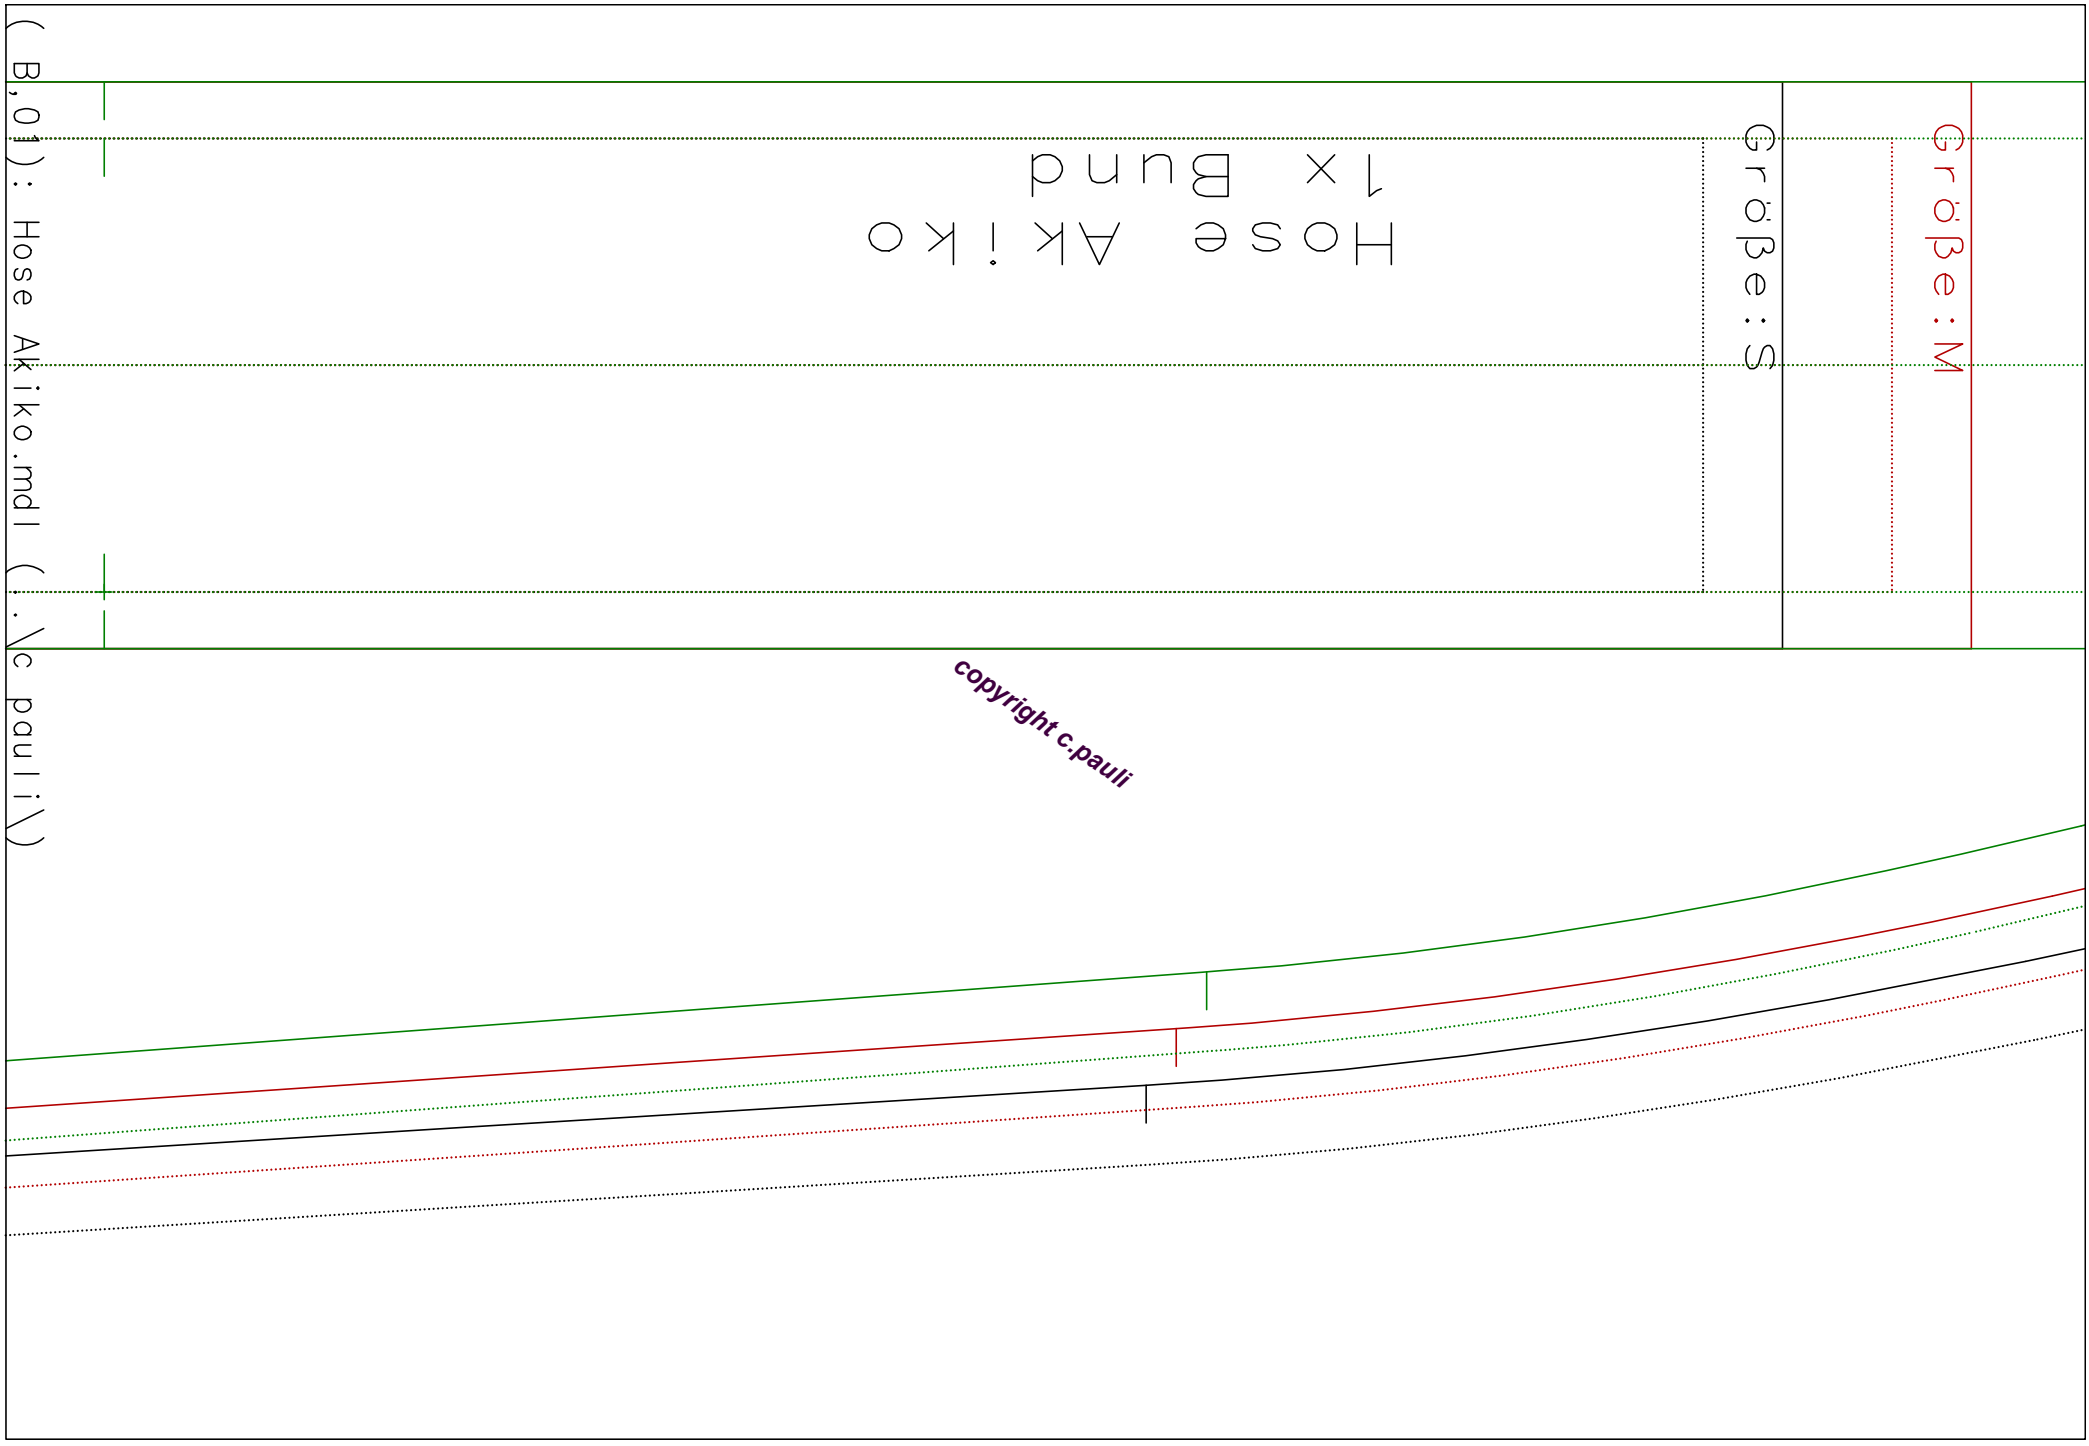 ( B,01): Hose Akiko.mdl (..\c pauli\)
Hose Akiko
1x Bund
Größe:S
Größe:M
copyright c.pauli